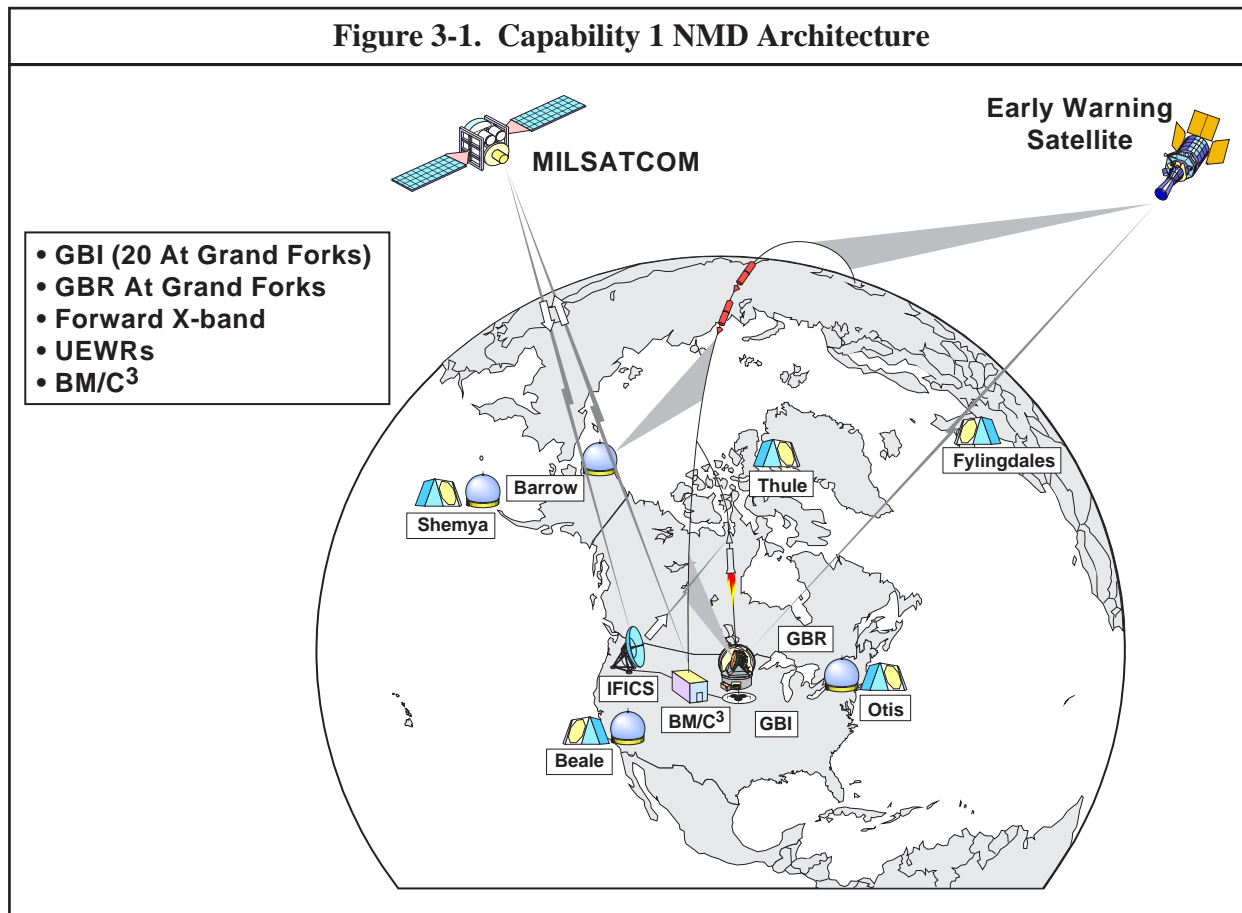 Figure 3-1. Capability 1 NMD Architecture
Early Warning
Satellite
MILSATCOM
• GBI (20 At Grand Forks)
• GBR At Grand Forks
• Forward X-band
• UEWRs
• BM/C³
Fylingdales
Thule
Barrow
Shemya
GBR
IFICS
Otis
BM/C³
GBI
Beale